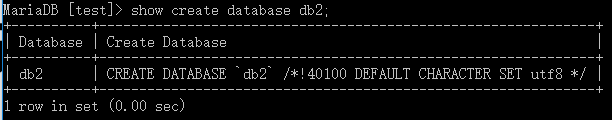 MariaDB [test]> show create database db2;
+----------+--------------------------------------------------------------+
| Database | Create Database                                              |
+----------+--------------------------------------------------------------+
| db2      | CREATE DATABASE `db2` /*!40100 DEFAULT CHARACTER SET utf8 */ |
+----------+--------------------------------------------------------------+
1 row in set (0.00 sec)